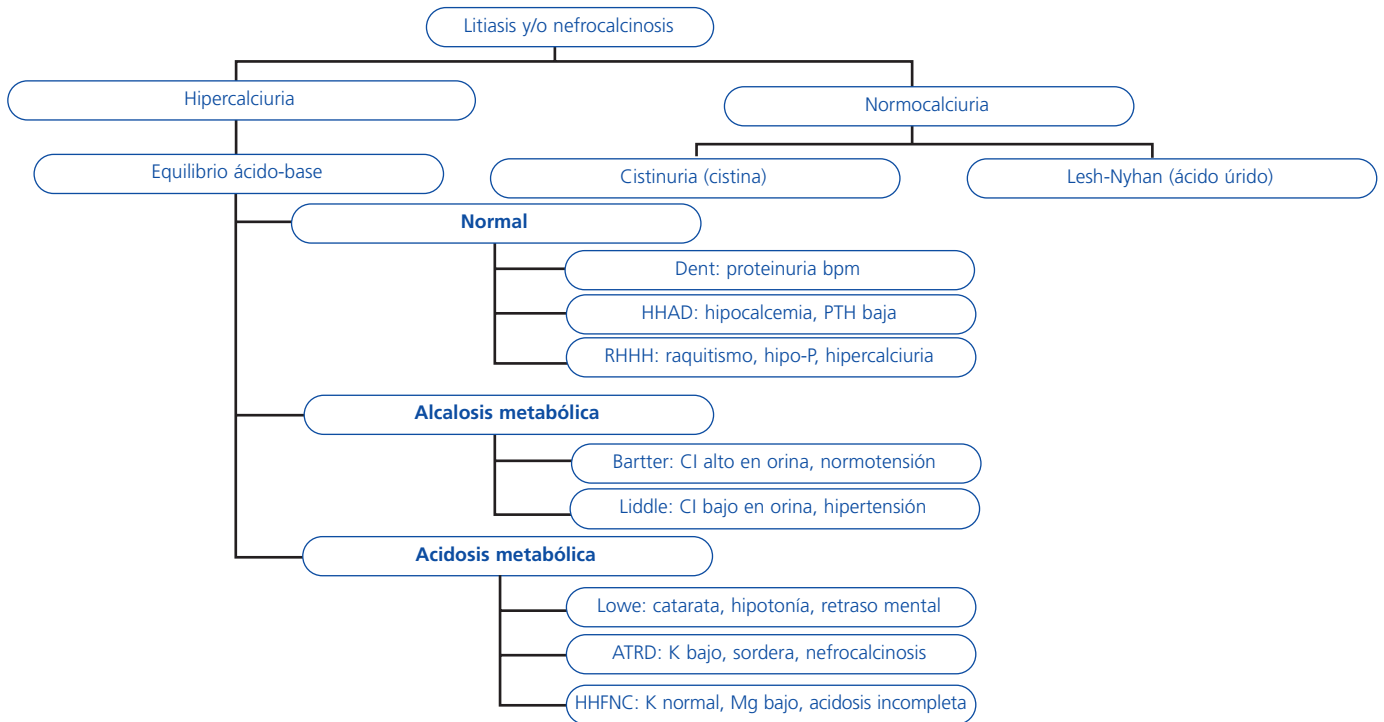 Litiasis y/o nefrocalcinosis
Hipercalciuria
Normocalciuria
Equilibrio ácido-base
Cistinuria (cistina)
Lesh-Nyhan (ácido úrido)
Normal
Dent: proteinuria bpm
HHAD: hipocalcemia, PTH baja
RHHH: raquitismo, hipo-P, hipercalciuria
Alcalosis metabólica
Bartter: CI alto en orina, normotensión
Liddle: CI bajo en orina, hipertensión
Acidosis metabólica
Lowe: catarata, hipotonía, retraso mental
ATRD: K bajo, sordera, nefrocalcinosis
HHFNC: K normal, Mg bajo, acidosis incompleta